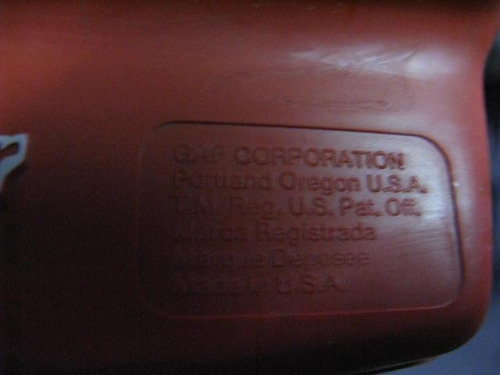 GAF CORPORATION
Portland Oregon U.S.A.
T.M. Reg. U.S. Pat. Off.
Marca Registrada
Marque Deposee
Made in U.S.A.